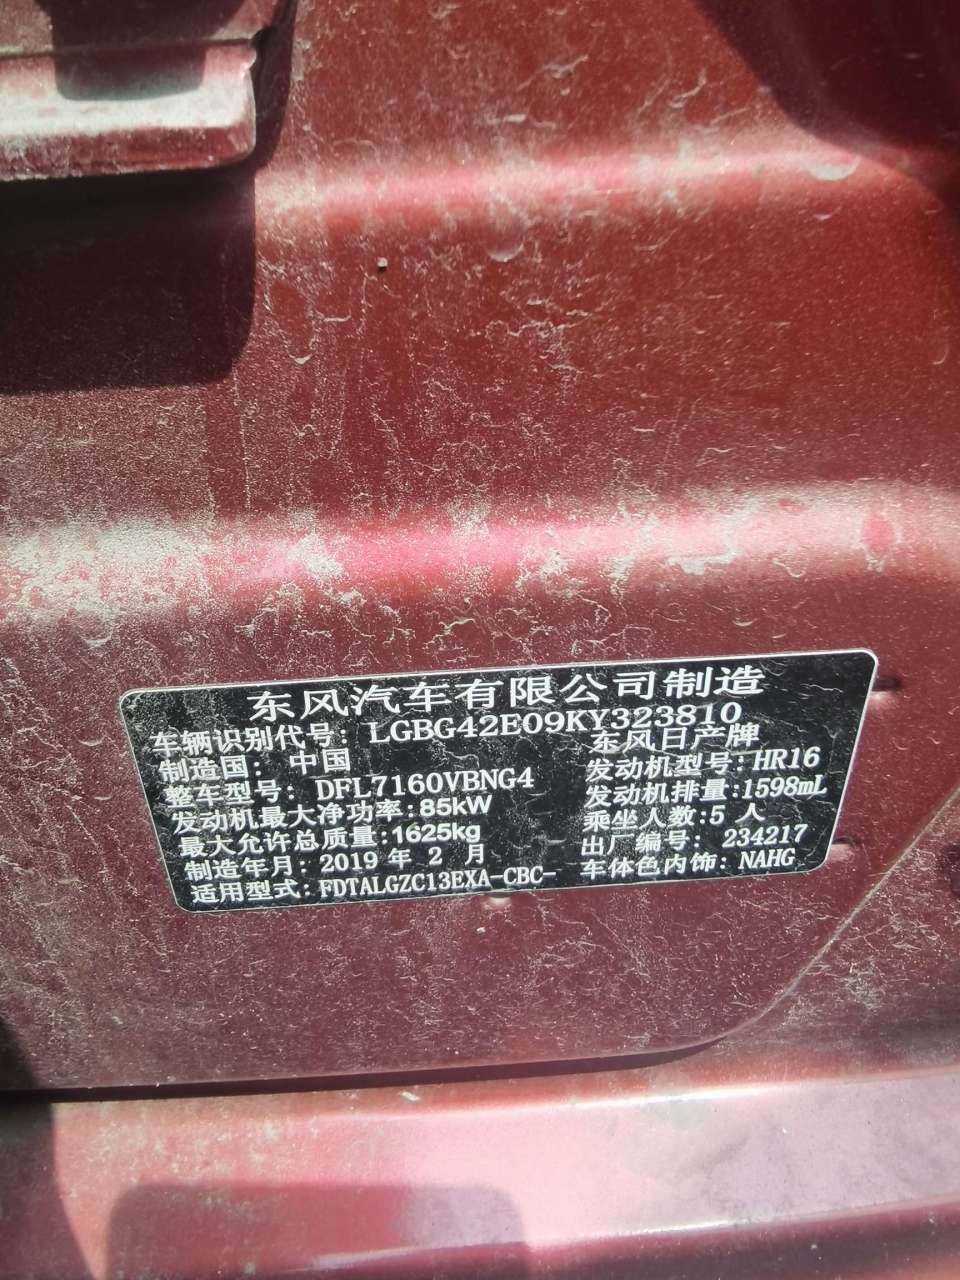 东风汽车有限公司制造
车辆识别代号: LGBG42E09KY323810
制造国: 中国 东风日产牌
整车型号: DFL7160VBNG4 发动机型号: HR16
发动机最大净功率: 85kW 发动机排量: 1598mL
最大允许总质量: 1625kg 乘坐人数: 5 人
制造年月: 2019 年 2 月 出厂编号: 234217
适用型式: FDTALGZC13EXA-CBC- 车体色内饰: NAHG